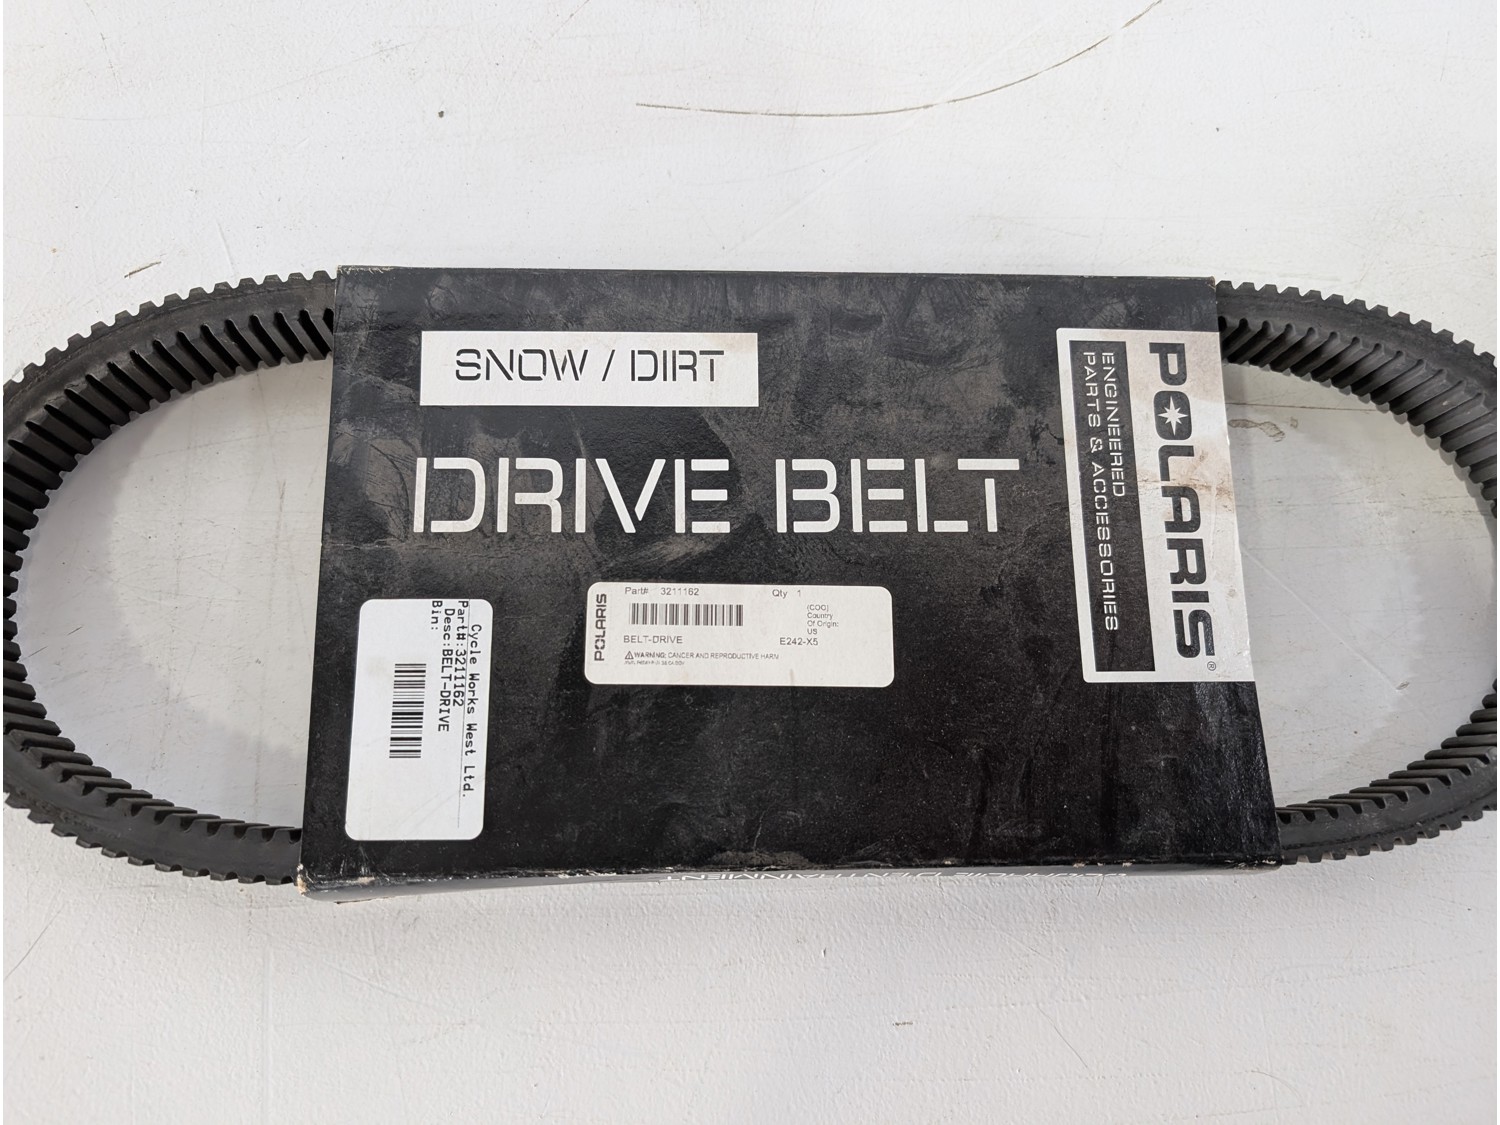 SNOW / DIRT
DRIVE BELT
POLARIS®
ENGINEERED
PARTS & ACCESSORIES
POLARIS
Part# 3211162 Qty 1
(COO)
Country
Of Origin:
US
BELT-DRIVE E242-X5
WARNING: CANCER AND REPRODUCTIVE HARM
Cycle Works West Ltd.
Part#:3211162
Desc:BELT-DRIVE
Bin: